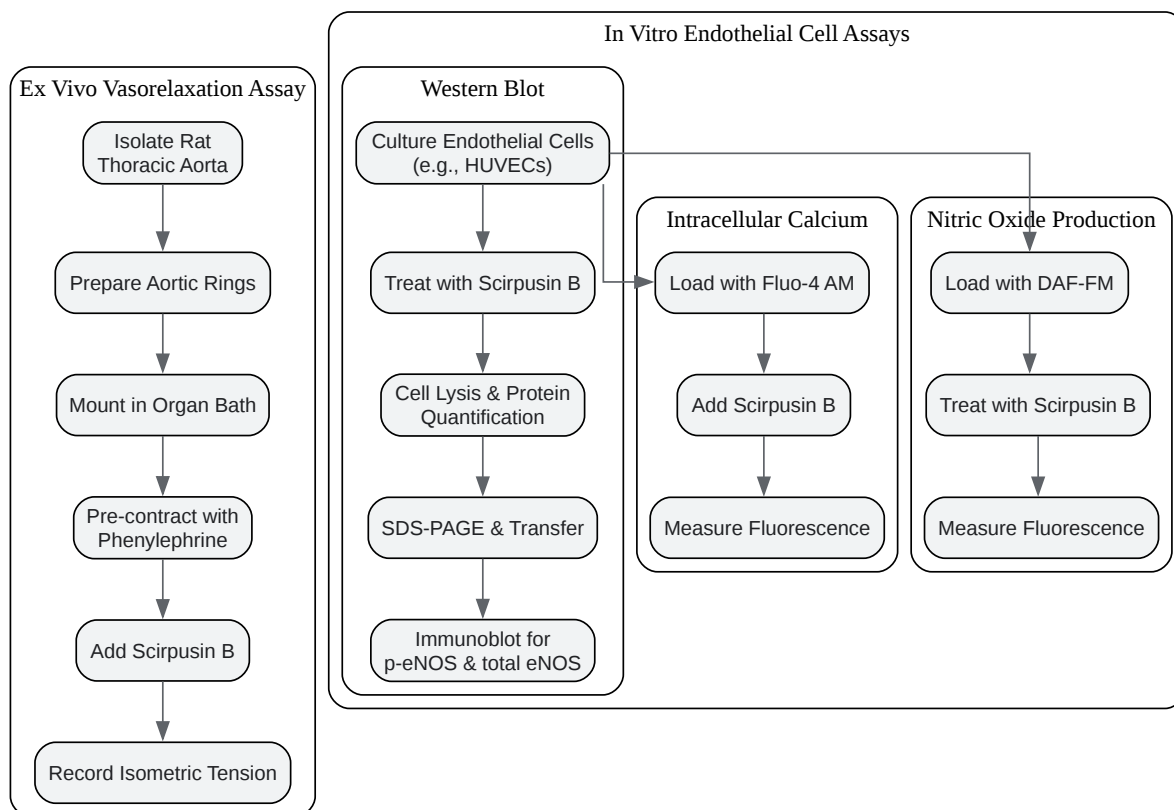 Ex Vivo Vasorelaxation Assay
Isolate Rat
Thoracic Aorta
Prepare Aortic Rings
Mount in Organ Bath
Pre-contract with
Phenylephrine
Add Scirpusin B
Record Isometric Tension
In Vitro Endothelial Cell Assays
Western Blot
Culture Endothelial Cells
(e.g., HUVECs)
Treat with Scirpusin B
Cell Lysis & Protein
Quantification
SDS-PAGE & Transfer
Immunoblot for
p-eNOS & total eNOS
Intracellular Calcium
Load with Fluo-4 AM
Add Scirpusin B
Measure Fluorescence
Nitric Oxide Production
Load with DAF-FM
Treat with Scirpusin B
Measure Fluorescence